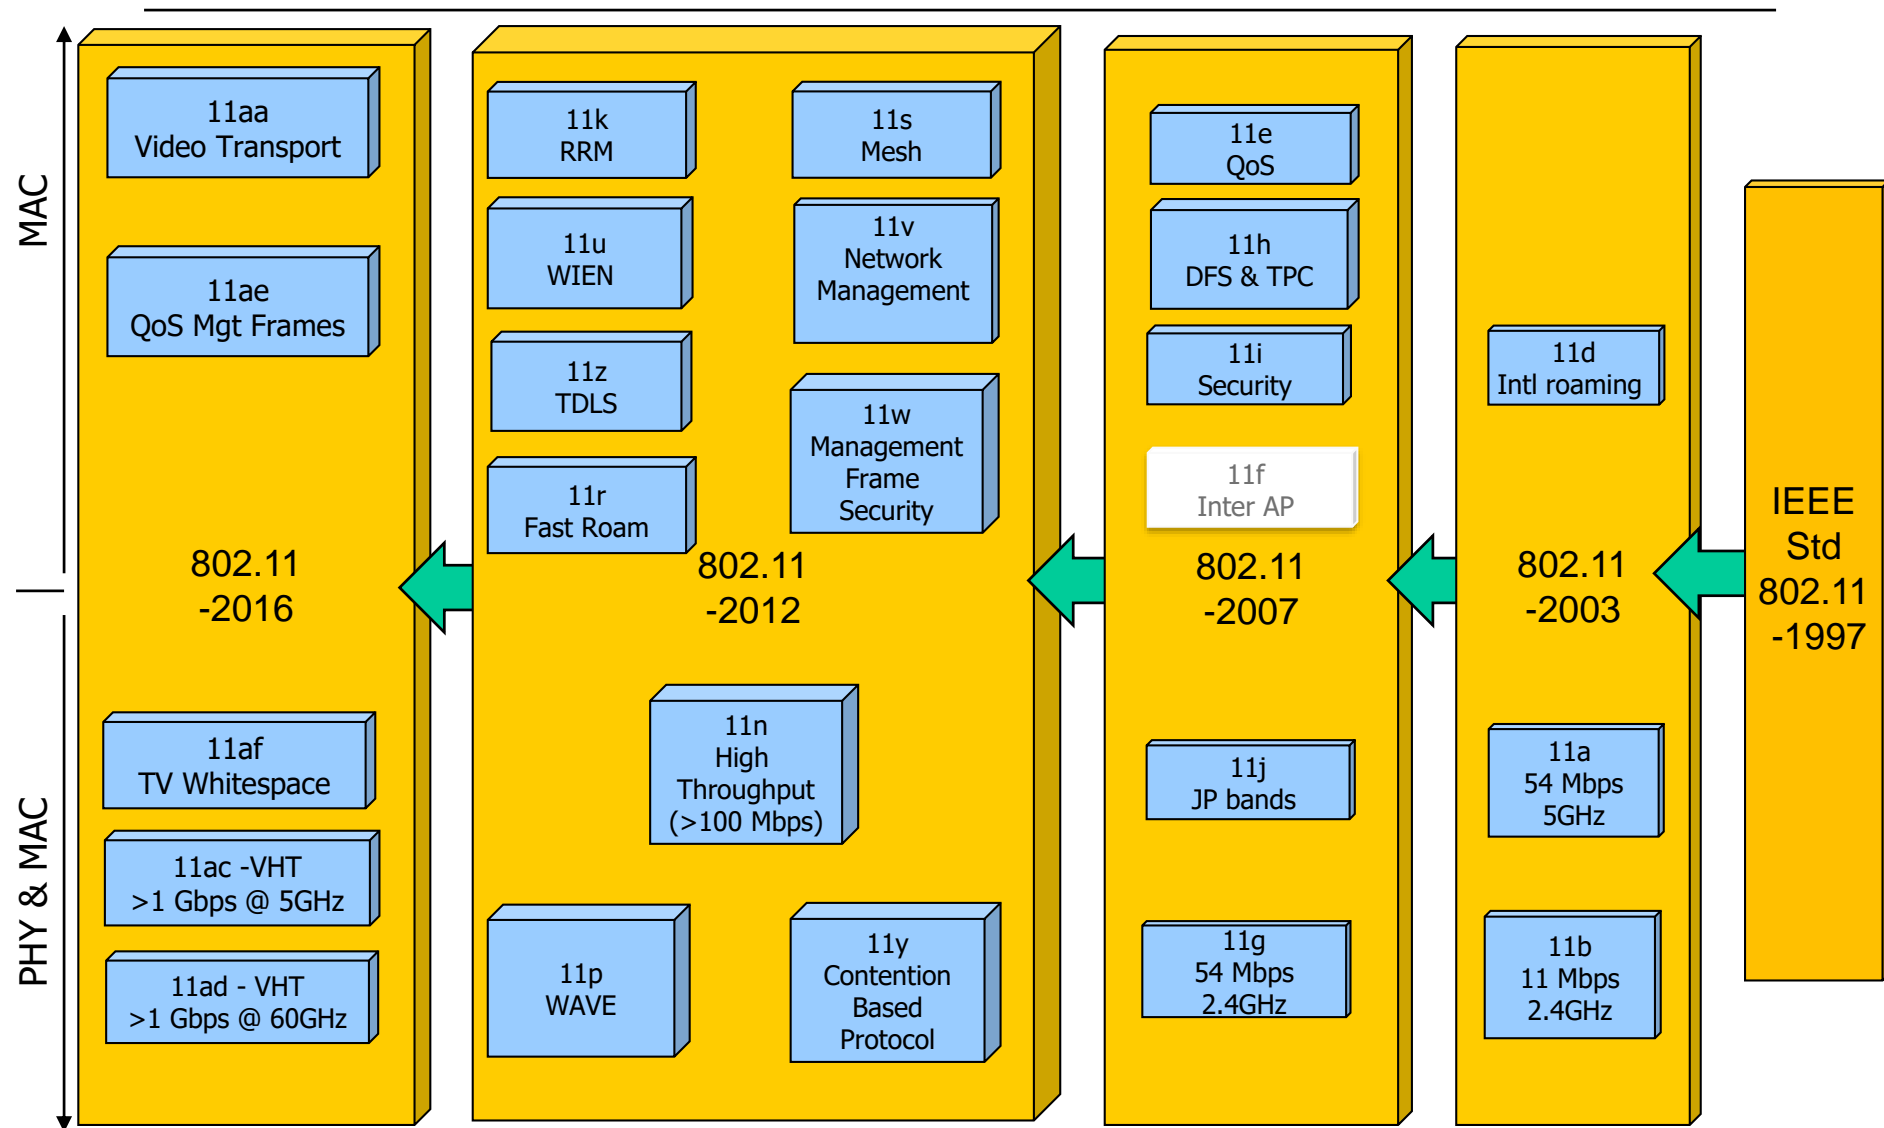 MAC
PHY & MAC
11aa
Video Transport
11ae
QoS Mgt Frames
802.11
-2016
11af
TV Whitespace
11ac -VHT
>1 Gbps @ 5GHz
11ad - VHT
>1 Gbps @ 60GHz
11k
RRM
11s
Mesh
11u
WIEN
11v
Network
Management
11z
TDLS
11w
Management
Frame
Security
11r
Fast Roam
802.11
-2012
11n
High
Throughput
(>100 Mbps)
11p
WAVE
11y
Contention
Based
Protocol
11e
QoS
11h
DFS & TPC
11i
Security
11f
Inter AP
802.11
-2007
11j
JP bands
11g
54 Mbps
2.4GHz
11d
Intl roaming
802.11
-2003
11a
54 Mbps
5GHz
11b
11 Mbps
2.4GHz
IEEE
Std
802.11
-1997